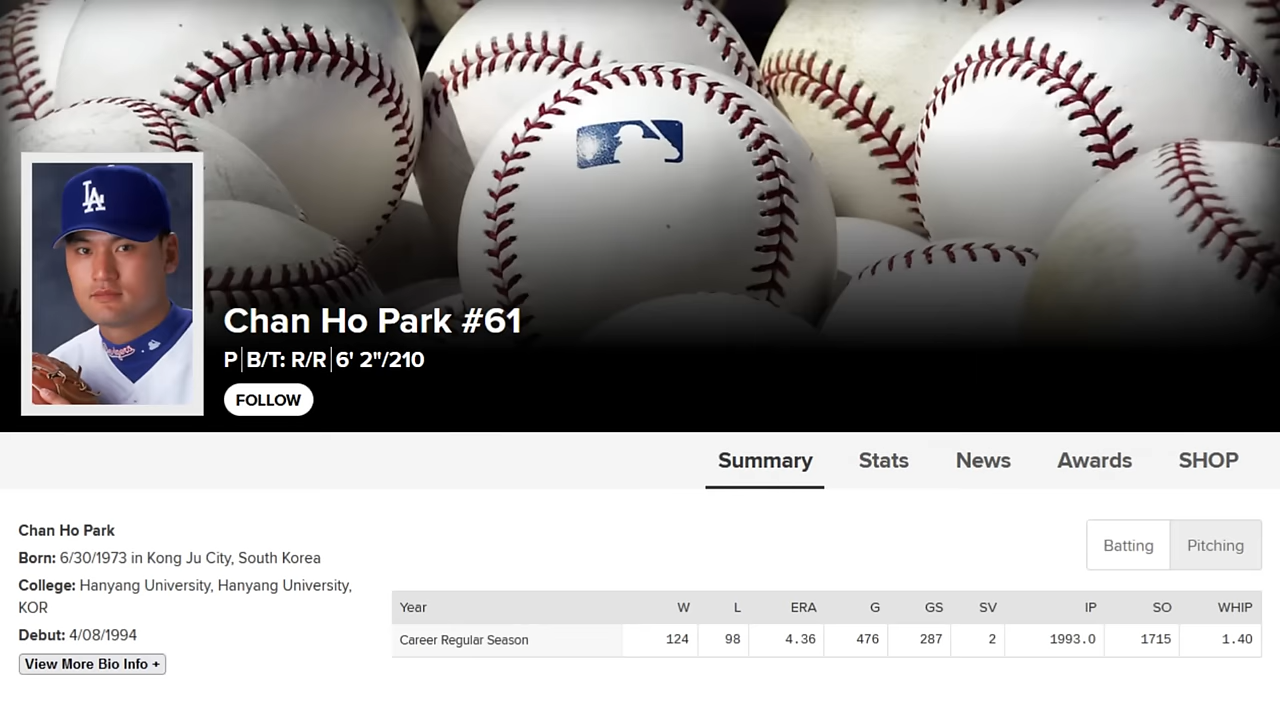 LA
Dodgers
Chan Ho Park #61
P|B/T: R/R|6' 2"/210
FOLLOW
Summary Stats News Awards SHOP
Chan Ho Park
Born: 6/30/1973 in Kong Ju City, South Korea
College: Hanyang University, Hanyang University,
KOR
Debut: 4/08/1994
View More Bio Info +
Batting Pitching
Year W L ERA G GS SV IP SO WHIP
Career Regular Season 124 98 4.36 476 287 2 1993.0 1715 1.40